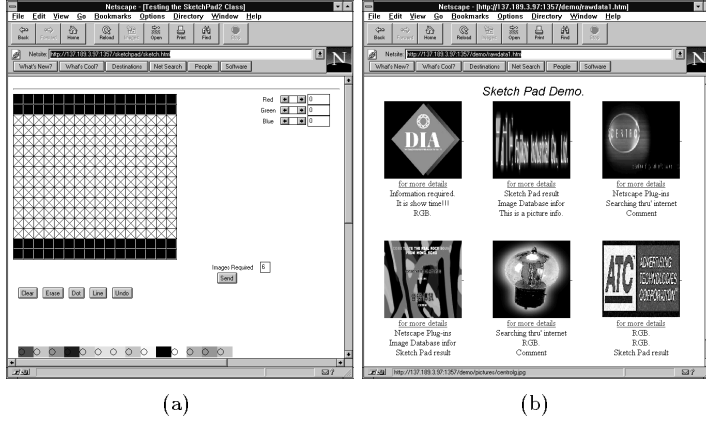 Netscape - [Testing the SketchPad2 Class]
File Edit View Go Bookmarks Options Directory Window Help
Back Forward Home Reload Images Open Print Find Stop
Netsite: http://137.189.3.97:1357/sketchpad/sketch.html
What's New? What's Cool? Destinations Net Search People Software
N
Red 0
Green 0
Blue 0
Images Required 6
Send
Clear Erase Dot Line Undo
(a)
Netscape - [http://137.189.3.97:1357/demo/rawdata1.htm]
File Edit View Go Bookmarks Options Directory Window Help
Back Forward Home Reload Images Open Print Find Stop
Netsite: http://137.189.3.97:1357/demo/rawdata1.htm
What's New? What's Cool? Destinations Net Search People Software
N
Sketch Pad Demo.
DIA
CENTRO
for more details for more details for more details
Information required. Sketch Pad result Netscape Plug-ins
It is show time!!! Image Database infor Searching thru' internet
RGB. This is a picture info. Comment
FROM HONG KONG
ATC
ADVERTISING
TECHNOLOGIES
CORPORATION
for more details for more details for more details
Netscape Plug-ins Searching thru' internet RGB.
Image Database infor RGB. RGB.
Sketch Pad result Comment Sketch Pad result
http://137.189.3.97:1357/demo/pictures/centrolg.jpg
(b)